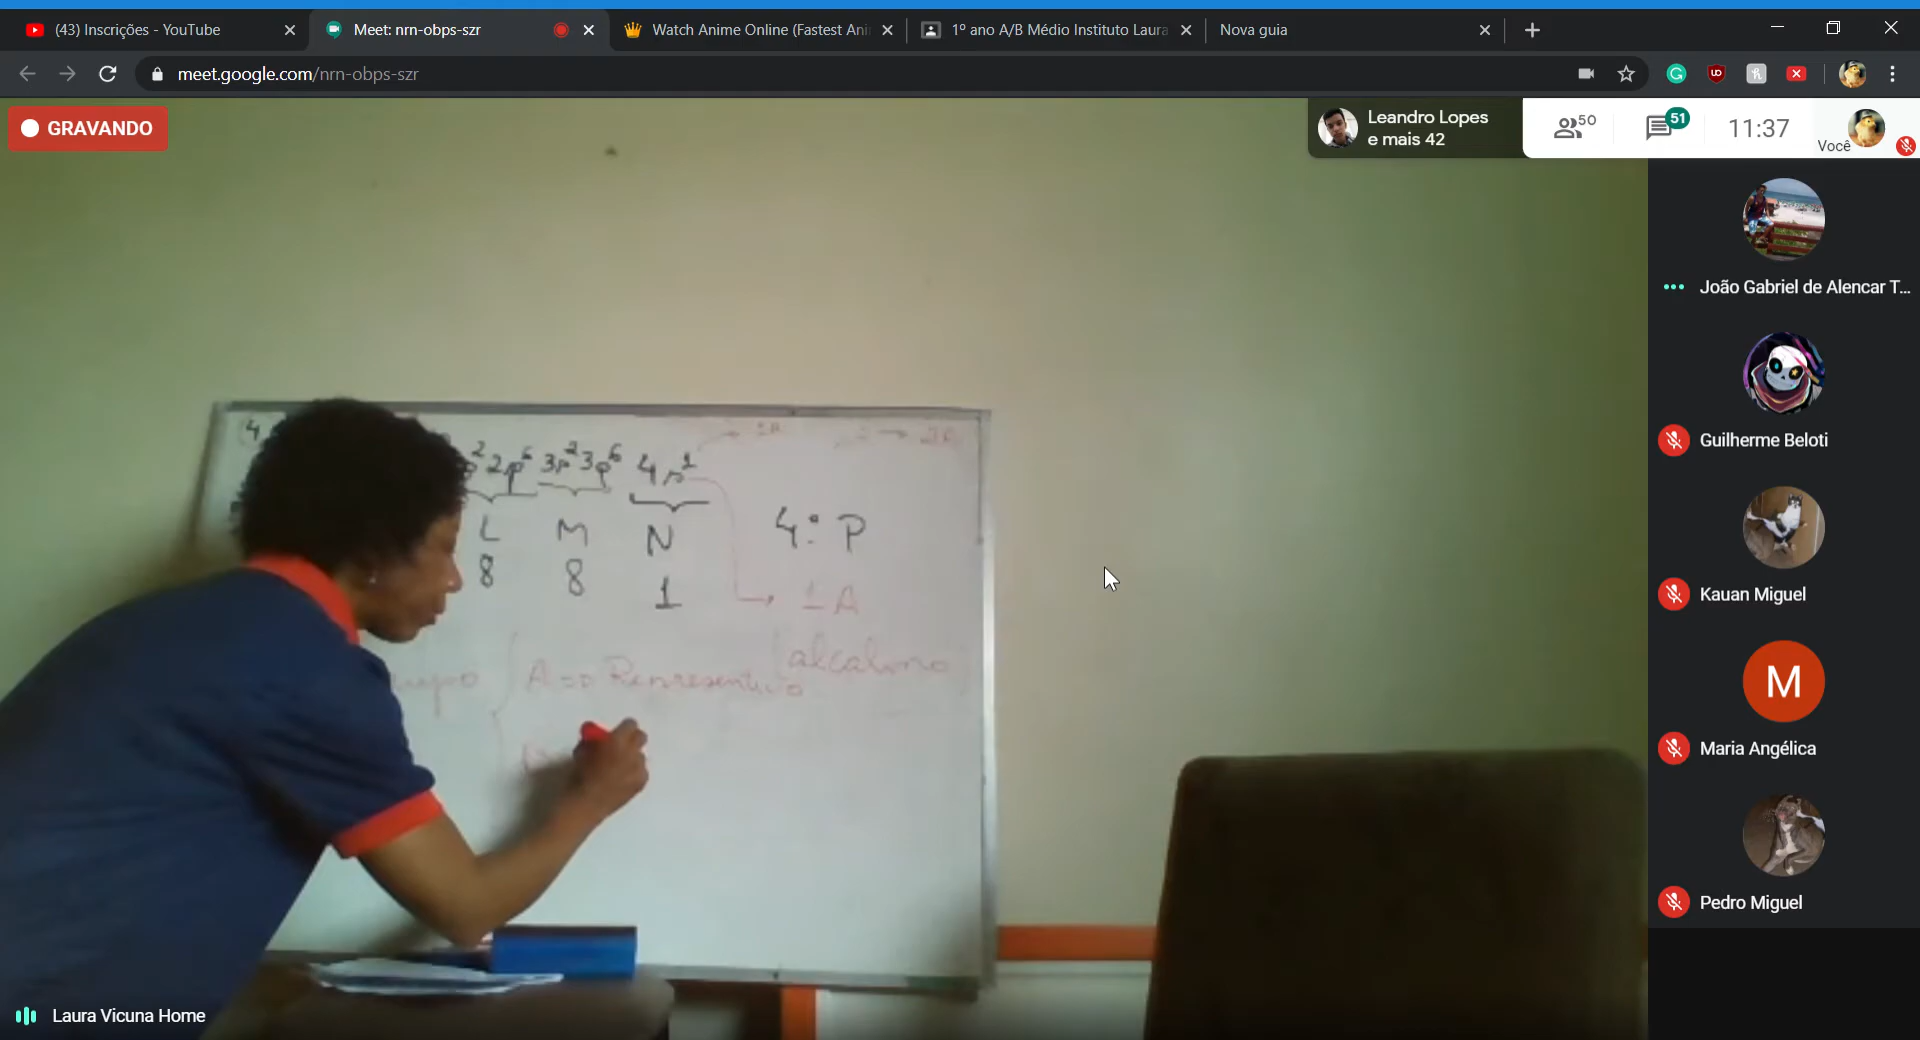 (43) Inscrições - YouTube
Meet: nrn-obps-szr
Watch Anime Online (Fastest Ani
1º ano A/B Médio Instituto Laura
Nova guia
meet.google.com/nrn-obps-szr
GRAVANDO
Leandro Lopes
e mais 42
50
51
11:37
Você
João Gabriel de Alencar T...
Guilherme Beloti
Kauan Miguel
M
Maria Angélica
Pedro Miguel
4
2 2p6 3s2 3p6 4s1
L M N
8 8 1
4º P
1A
A => Representivo
alcalino
Laura Vicuna Home